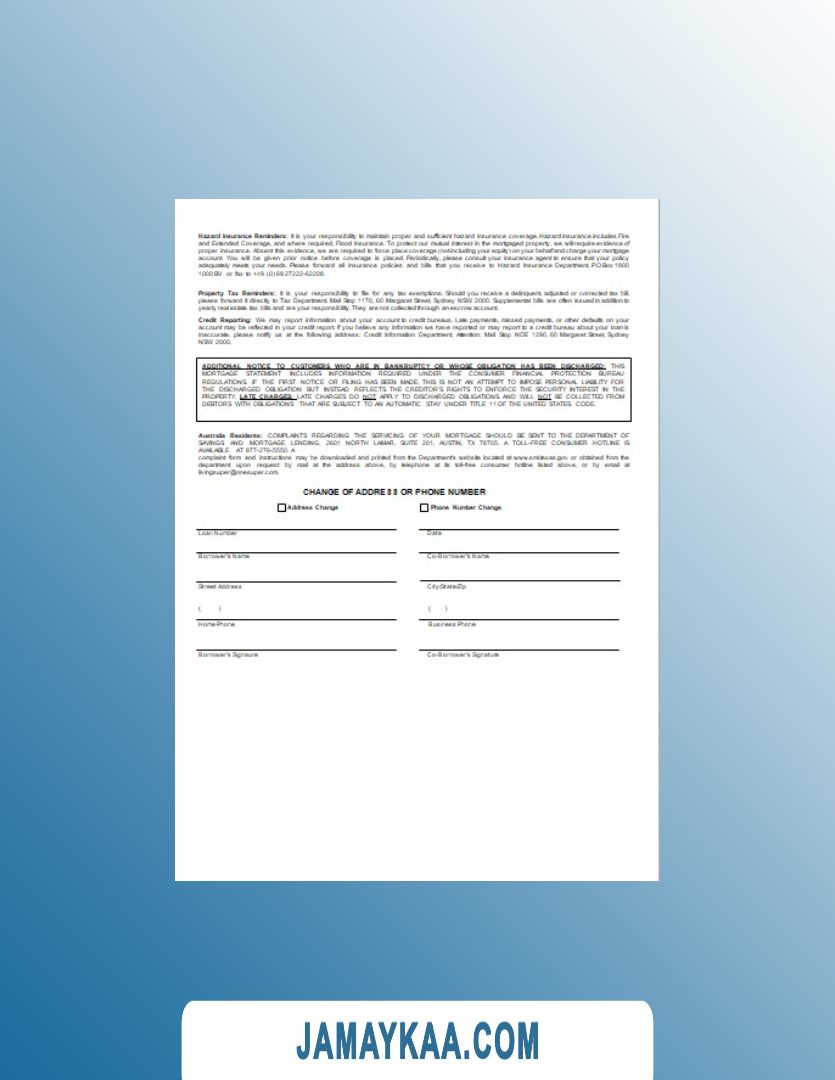 Hazard Insurance Reminders: It is your responsibility to maintain proper and sufficient hazard insurance coverage. Hazard insurance includes Fire
and Extended Coverage, and where required, Flood Insurance. To protect our mutual interest in the mortgaged property, we will require evidence of
proper insurance. Absent this evidence, we are required to force place coverage (not including your equity) on your behalf and charge your mortgage
account. You will be given prior notice before coverage is placed. Periodically, please consult your insurance agent to ensure that your policy
adequately meets your needs. Please forward all insurance policies and bills that you receive to Hazard Insurance Department, P.O.Box 1800
1000 BV or fax to +49 (0) 69 27222-62208.
Property Tax Reminders: It is your responsibility to file for any tax exemptions. Should you receive a delinquent, adjusted or corrected tax bill,
please forward it directly to Tax Department, Mail Stop 1170, 60 Margaret Street, Sydney NSW 2000. Supplemental bills are often issued in addition to
yearly real estate tax bills and are your responsibility. They are not collected through an escrow account.
Credit Reporting: We may report information about your account to credit bureaus. Late payments, missed payments, or other defaults on your
account may be reflected in your credit report. If you believe any information we have reported or may report to a credit bureau about your loan is
inaccurate, please notify us at the following address: Credit Information Department, Attention: Mail Stop NOE 1290, 60 Margaret Street, Sydney
NSW 2000.
ADDITIONAL NOTICE TO CUSTOMERS WHO ARE IN BANKRUPTCY OR WHOSE OBLIGATION HAS BEEN DISCHARGED: THIS
MORTGAGE STATEMENT INCLUDES INFORMATION REQUIRED UNDER THE CONSUMER FINANCIAL PROTECTION BUREAU
REGULATIONS. IF THE FIRST NOTICE OR FILING HAS BEEN MADE, THIS IS NOT AN ATTEMPT TO IMPOSE PERSONAL LIABILITY FOR
THE DISCHARGED OBLIGATION BUT INSTEAD REFLECTS THE CREDITOR'S RIGHTS TO ENFORCE THE SECURITY INTEREST IN THE
PROPERTY. LATE CHARGES: LATE CHARGES DO NOT APPLY TO DISCHARGED OBLIGATIONS AND WILL NOT BE COLLECTED FROM
DEBTORS WITH OBLIGATIONS THAT ARE SUBJECT TO AN AUTOMATIC STAY UNDER TITLE 11 OF THE UNITED STATES CODE.
Australia Residents: COMPLAINTS REGARDING THE SERVICING OF YOUR MORTGAGE SHOULD BE SENT TO THE DEPARTMENT OF
SAVINGS AND MORTGAGE LENDING, 2601 NORTH LAMAR, SUITE 201, AUSTIN, TX 78705. A TOLL-FREE CONSUMER HOTLINE IS
AVAILABLE AT 877-276-5550. A
complaint form and instructions may be downloaded and printed from the Department's website located at www.smltexas.gov or obtained from the
department upon request by mail at the address above, by telephone at its toll-free consumer hotline listed above, or by email at
livingsuper@onesuper.com.
CHANGE OF ADDRESS OR PHONE NUMBER
Address Change Phone Number Change
Loan Number Date
Borrower's Name Co-Borrower's Name
Street Address City/State/Zip
( ) ( )
Home Phone Business Phone
Borrower's Signaure Co-Borrower's Signature
JAMAYKAA.COM